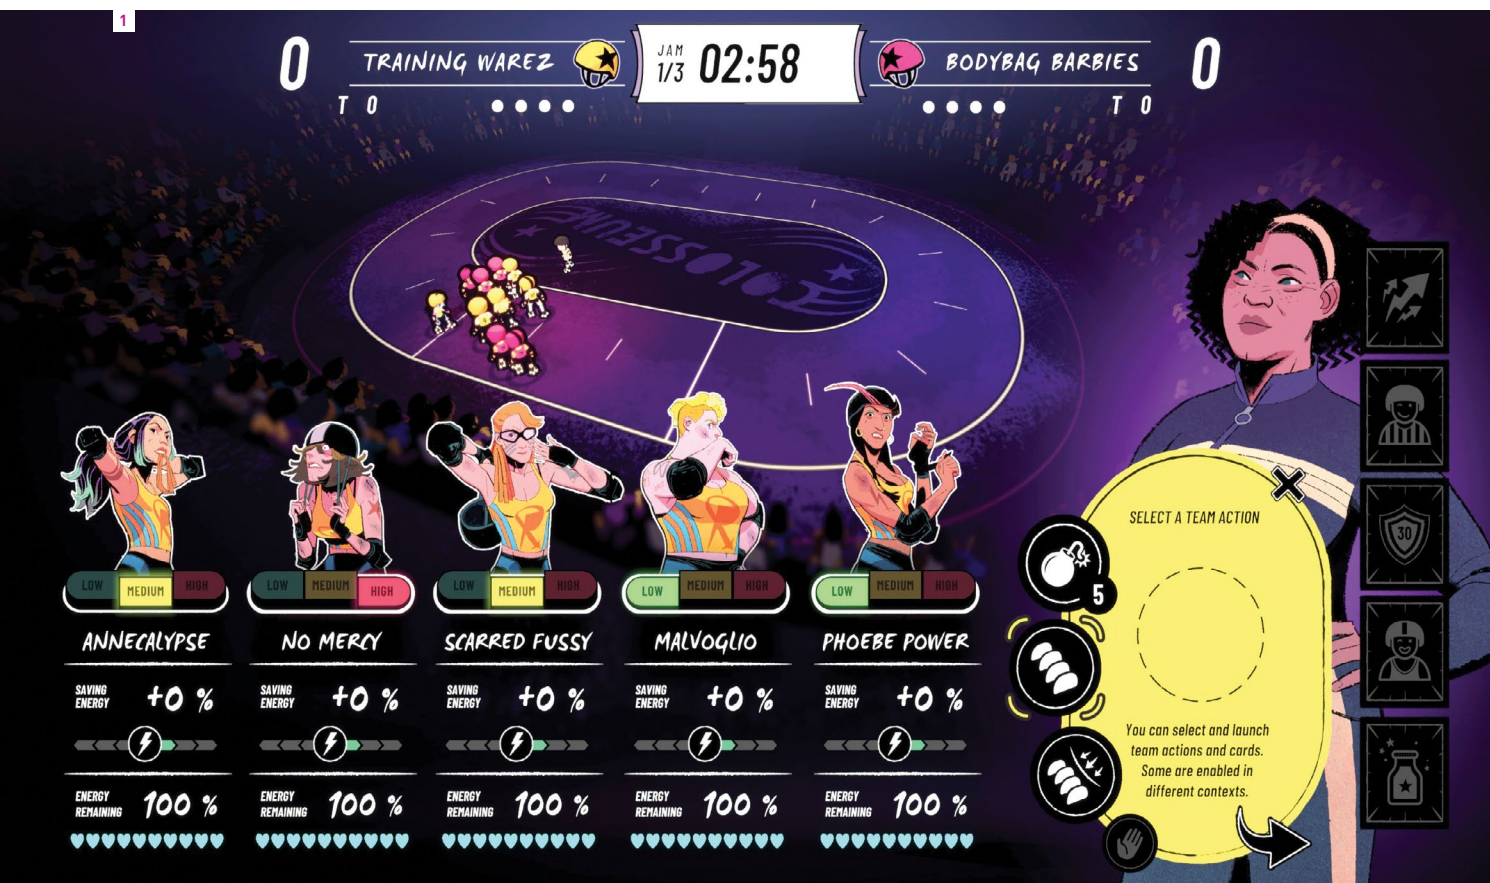 1
0
TRAINING WAREZ
JAM
1/3
02:58
BODYBAG BARBIES
0
T 0
T 0
COLOSSEUM
SELECT A TEAM ACTION
30
5
LOW MEDIUM HIGH
LOW MEDIUM HIGH
LOW MEDIUM HIGH
LOW MEDIUM HIGH
LOW MEDIUM HIGH
ANNECALYPSE
NO MERCY
SCARRED FUSSY
MALVOGLIO
PHOEBE POWER
SAVING
ENERGY
+0 %
SAVING
ENERGY
+0 %
SAVING
ENERGY
+0 %
SAVING
ENERGY
+0 %
SAVING
ENERGY
+0 %
ENERGY
REMAINING
100 %
ENERGY
REMAINING
100 %
ENERGY
REMAINING
100 %
ENERGY
REMAINING
100 %
ENERGY
REMAINING
100 %
You can select and launch
team actions and cards.
Some are enabled in
different contexts.